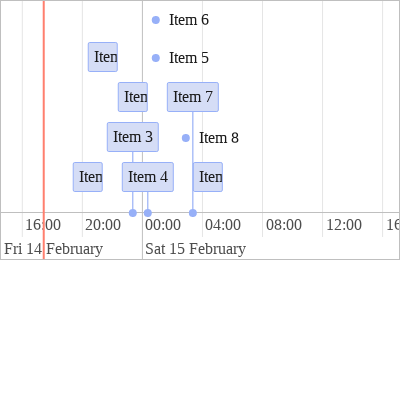 Item 6
Item 5
Item 7
Item 3
Item 8
Item 4
16:00 20:00 00:00 04:00 08:00 12:00
Fri 14 February Sat 15 February